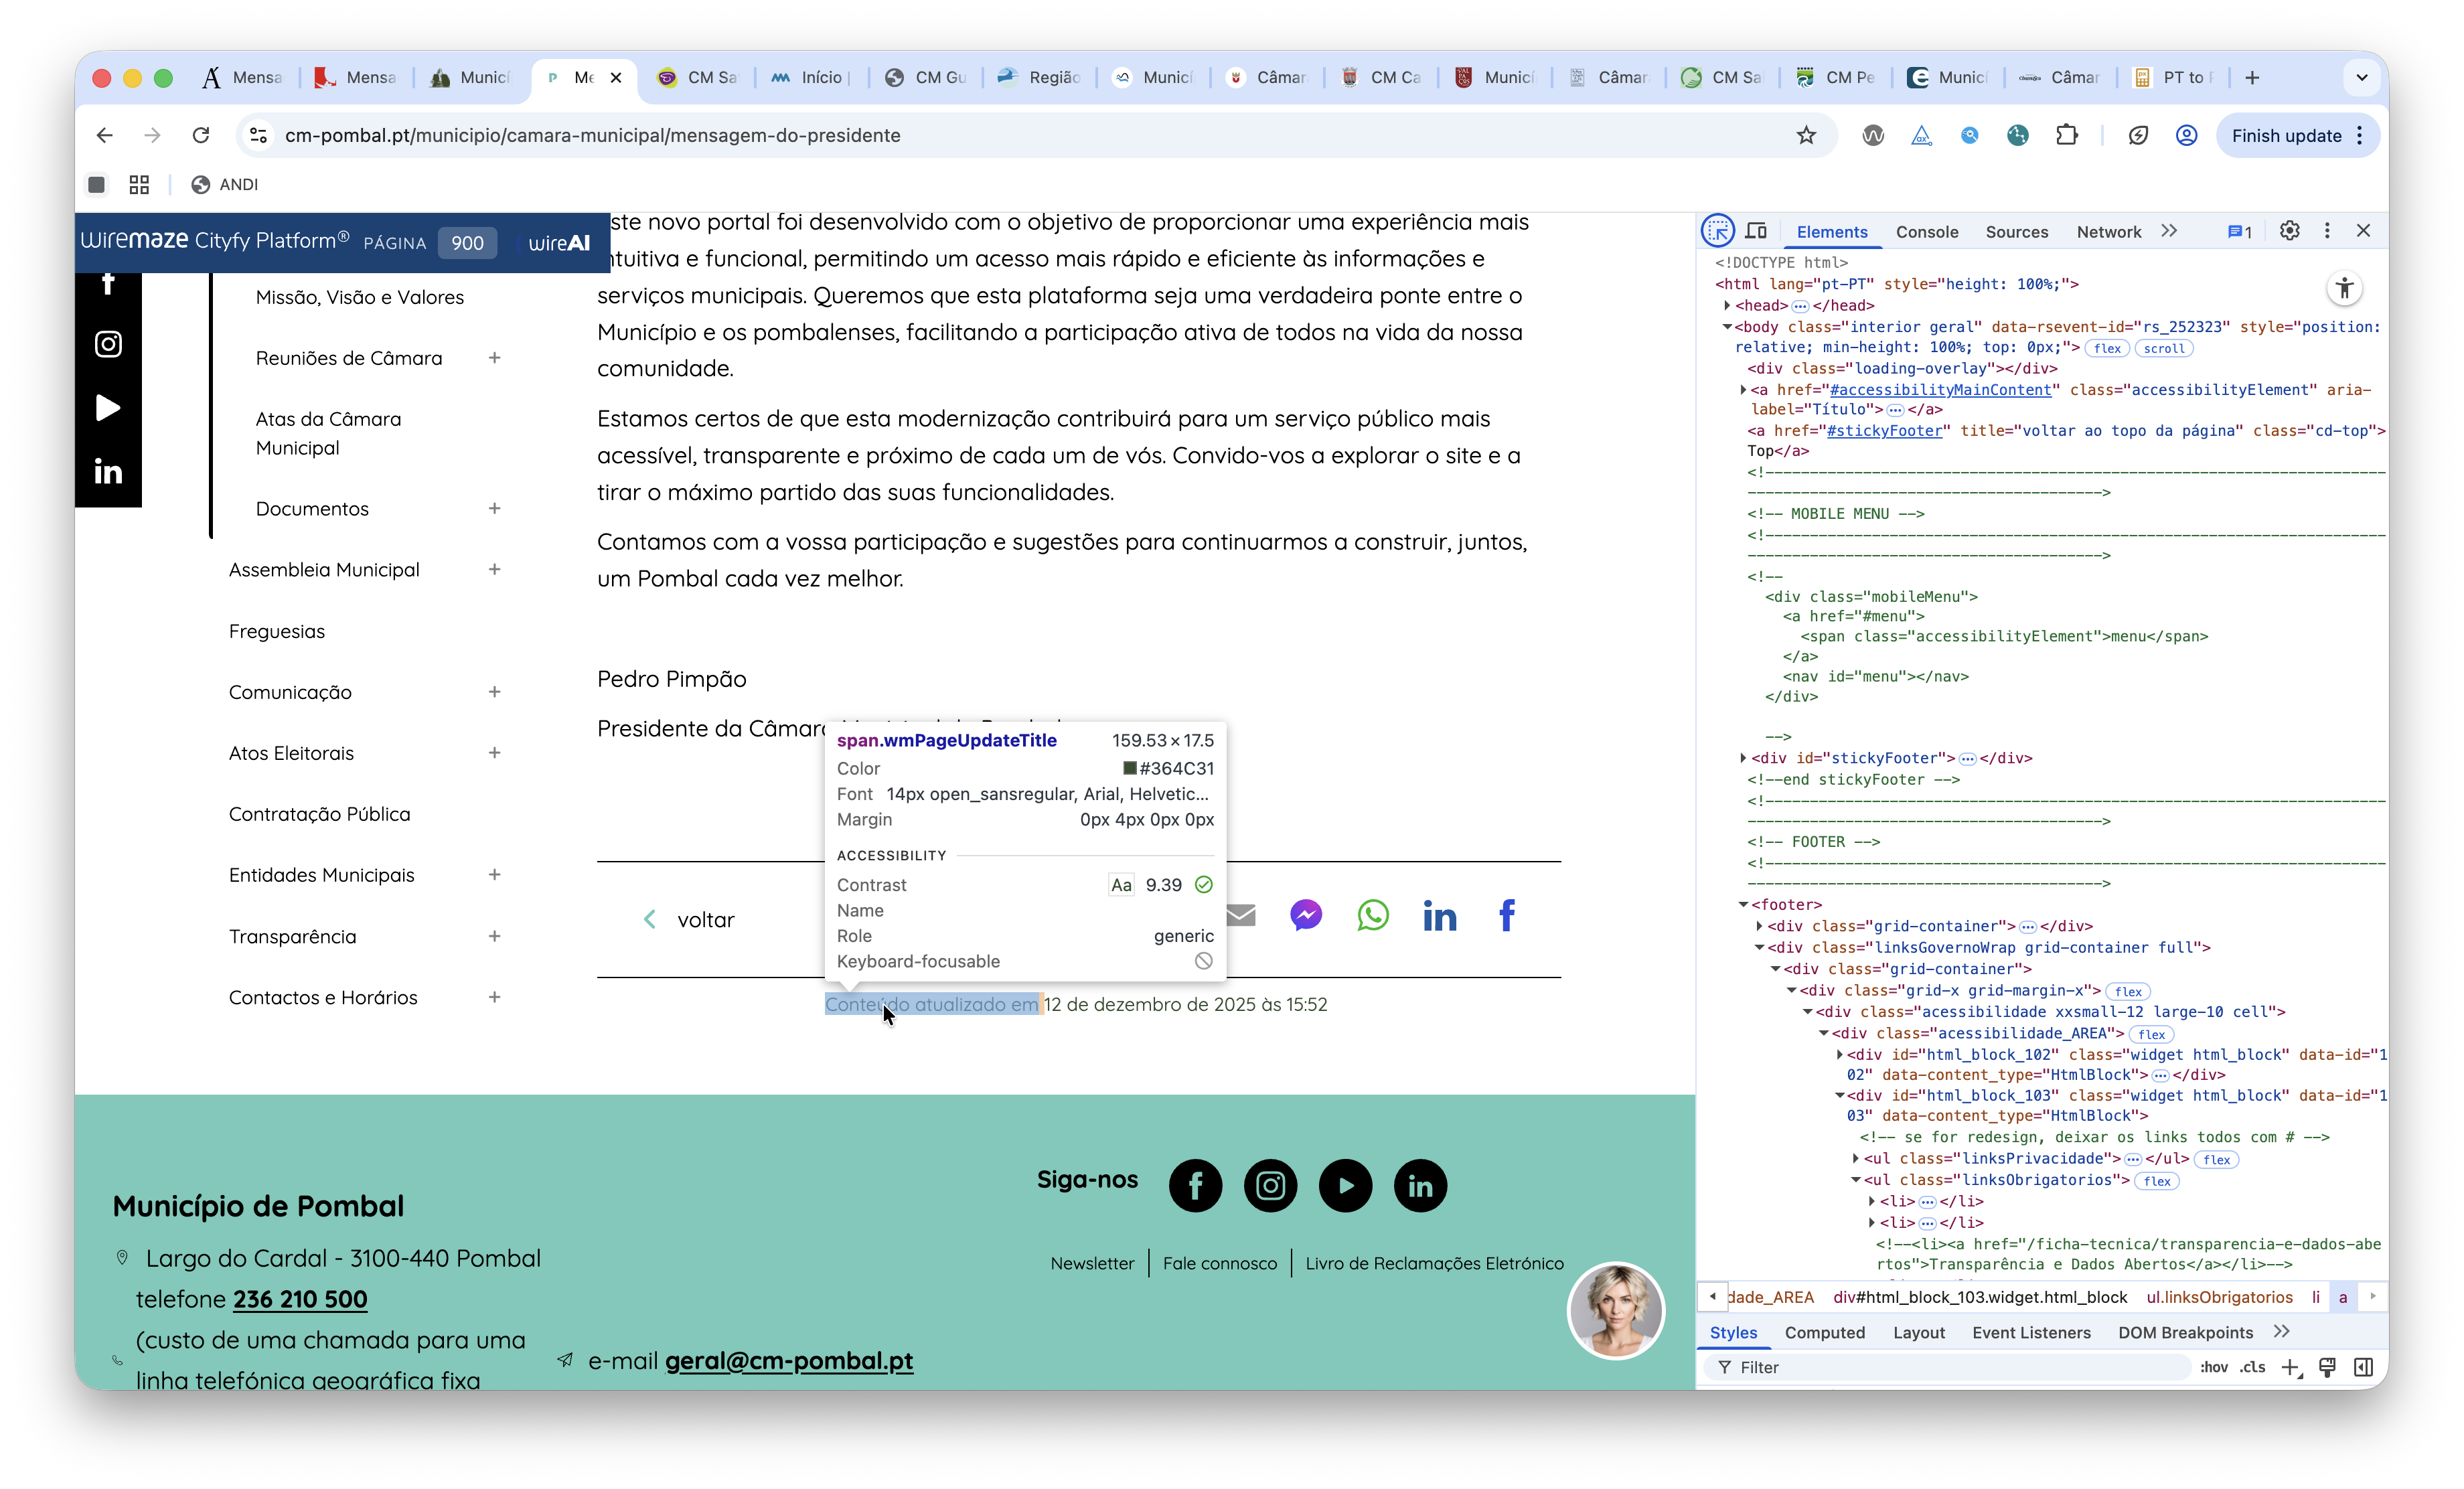 Mensa
Mensa
Municí
Me
CM Sa
Início |
CM Gu
Região
Municí
Câmar
CM Ca
Municí
Câmar
CM Sa
CM Pe
Municí
Câmar
PT to F
cm-pombal.pt/municipio/camara-municipal/mensagem-do-presidente
Finish update
ANDI
wiremaze Cityfy Platform® PÁGINA 900 wireAI
ste novo portal foi desenvolvido com o objetivo de proporcionar uma experiência mais
ntuitiva e funcional, permitindo um acesso mais rápido e eficiente às informações e
serviços municipais. Queremos que esta plataforma seja uma verdadeira ponte entre o
Município e os pombalenses, facilitando a participação ativa de todos na vida da nossa
comunidade.
Estamos certos de que esta modernização contribuirá para um serviço público mais
acessível, transparente e próximo de cada um de vós. Convido-vos a explorar o site e a
tirar o máximo partido das suas funcionalidades.
Contamos com a vossa participação e sugestões para continuarmos a construir, juntos,
um Pombal cada vez melhor.
Pedro Pimpão
Presidente da Câmara
Missão, Visão e Valores
Reuniões de Câmara +
Atas da Câmara
Municipal
Documentos +
Assembleia Municipal +
Freguesias
Comunicação +
Atos Eleitorais +
Contratação Pública
Entidades Municipais +
Transparência +
Contactos e Horários +
span.wmPageUpdateTitle 159.53×17.5
Color #364C31
Font 14px open_sansregular, Arial, Helvetic...
Margin 0px 4px 0px 0px
ACCESSIBILITY
Contrast Aa 9.39
Name
Role generic
Keyboard-focusable
voltar
Conteúdo atualizado em 12 de dezembro de 2025 às 15:52
Siga-nos
Newsletter | Fale connosco | Livro de Reclamações Eletrónico
Município de Pombal
Largo do Cardal - 3100-440 Pombal
telefone 236 210 500
(custo de uma chamada para uma
linha telefónica geográfica fixa
e-mail geral@cm-pombal.pt
Elements Console Sources Network 1
<!DOCTYPE html>
<html lang="pt-PT" style="height: 100%;">
<head>…</head>
<body class="interior geral" data-rsevent-id="rs_252323" style="position:
relative; min-height: 100%; top: 0px;"> flex scroll
<div class="loading-overlay"></div>
<a href="#accessibilityMainContent" class="accessibilityElement" aria-
label="Título">…</a>
<a href="#stickyFooter" title="voltar ao topo da página" class="cd-top">
Top</a>
<!-------------------------------------------------------------------
--------------------------------------->
<!-- MOBILE MENU -->
<!-------------------------------------------------------------------
--------------------------------------->
<!--
<div class="mobileMenu">
<a href="#menu">
<span class="accessibilityElement">menu</span>
</a>
<nav id="menu"></nav>
</div>
-->
<div id="stickyFooter">…</div>
<!--end stickyFooter -->
<!-------------------------------------------------------------------
--------------------------------------->
<!-- FOOTER -->
<!-------------------------------------------------------------------
--------------------------------------->
<footer>
<div class="grid-container">…</div>
<div class="linksGovernoWrap grid-container full">
<div class="grid-container">
<div class="grid-x grid-margin-x"> flex
<div class="acessibilidade xxsmall-12 large-10 cell">
<div class="acessibilidade_AREA"> flex
<div id="html_block_102" class="widget html_block" data-id="1
02" data-content_type="HtmlBlock">…</div>
<div id="html_block_103" class="widget html_block" data-id="1
03" data-content_type="HtmlBlock">
<!-- se for redesign, deixar os links todos com # -->
<ul class="linksPrivacidade">…</ul> flex
<ul class="linksObrigatorios"> flex
<li>…</li>
<li>…</li>
<!--<li><a href="/ficha-tecnica/transparencia-e-dados-abe
rtos">Transparência e Dados Abertos</a></li>-->
dade_AREA div#html_block_103.widget.html_block ul.linksObrigatorios li a
Styles Computed Layout Event Listeners DOM Breakpoints
Filter :hov .cls